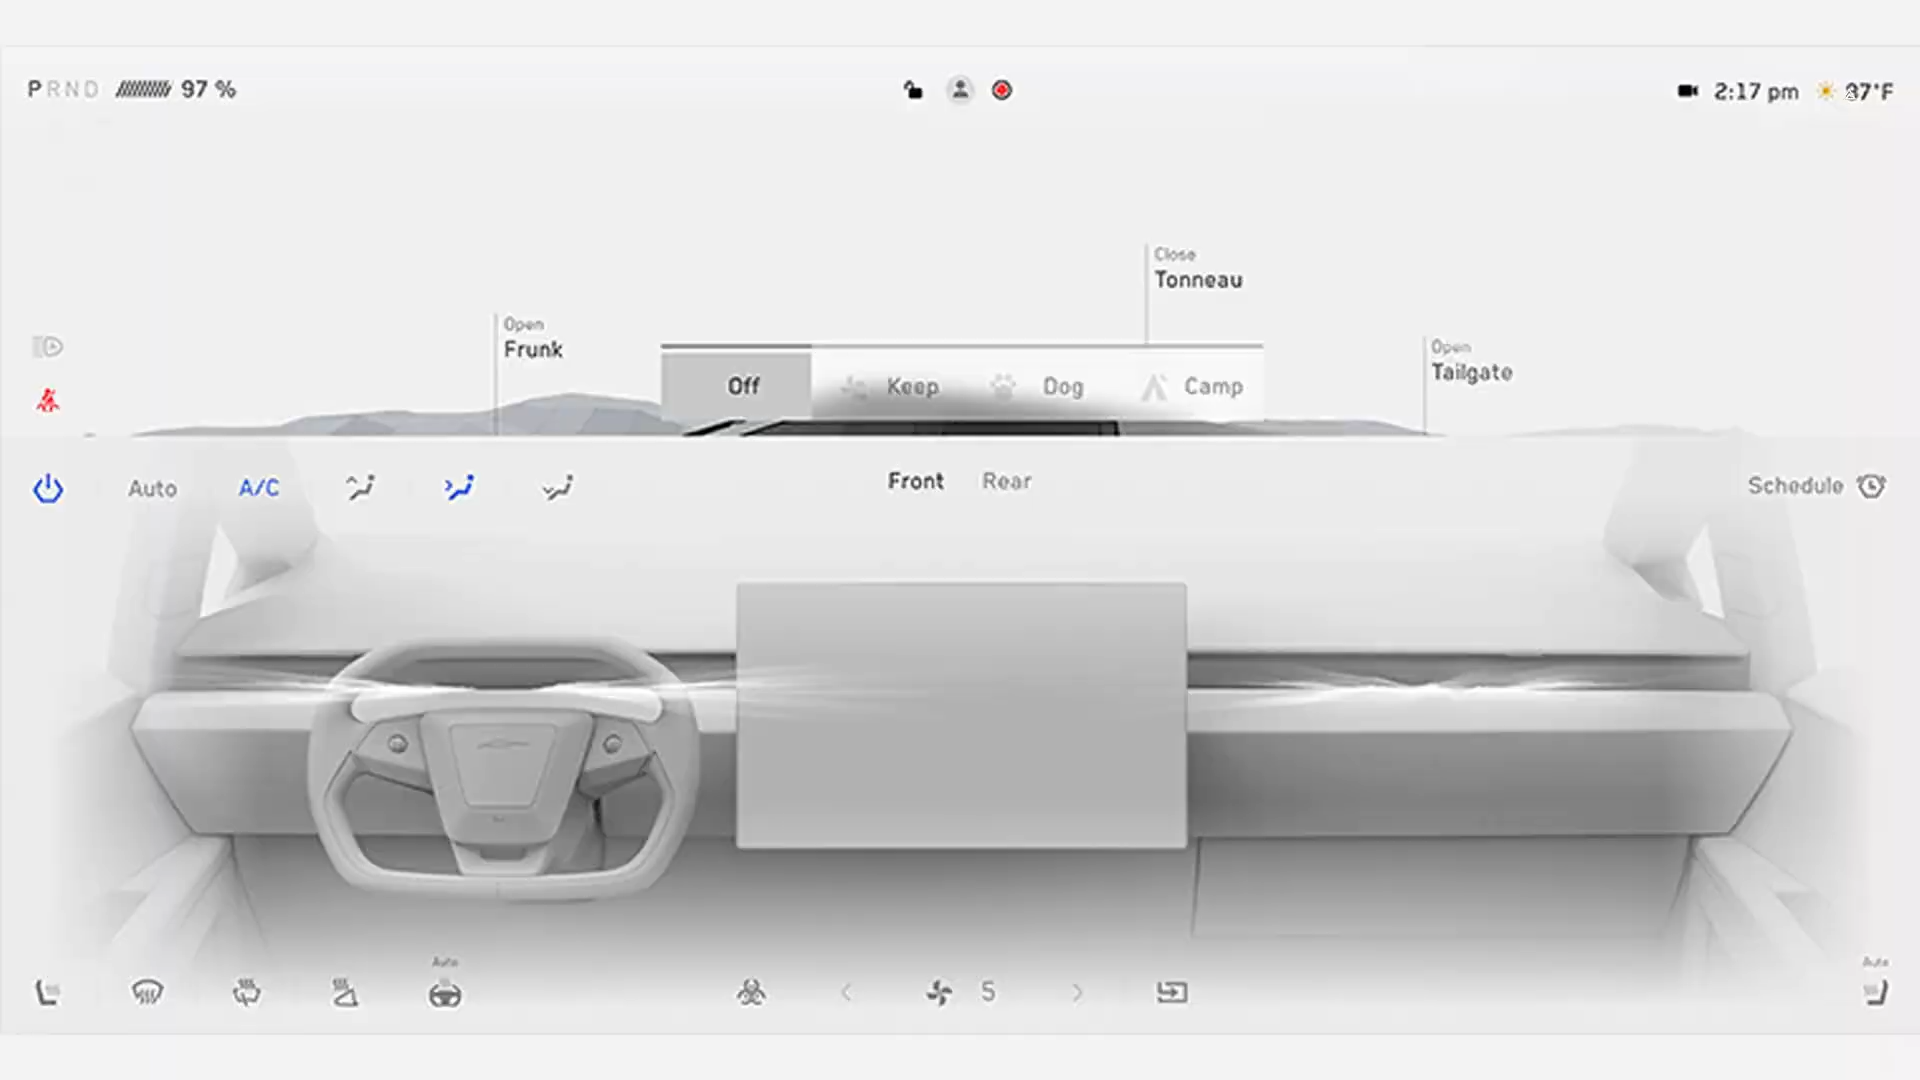 PRND 97 %
2:17 pm
Close
Tonneau
Open
Frunk
Open
Tailgate
Off Keep Dog Camp
Auto A/C Front Rear Schedule
Auto
Auto
5